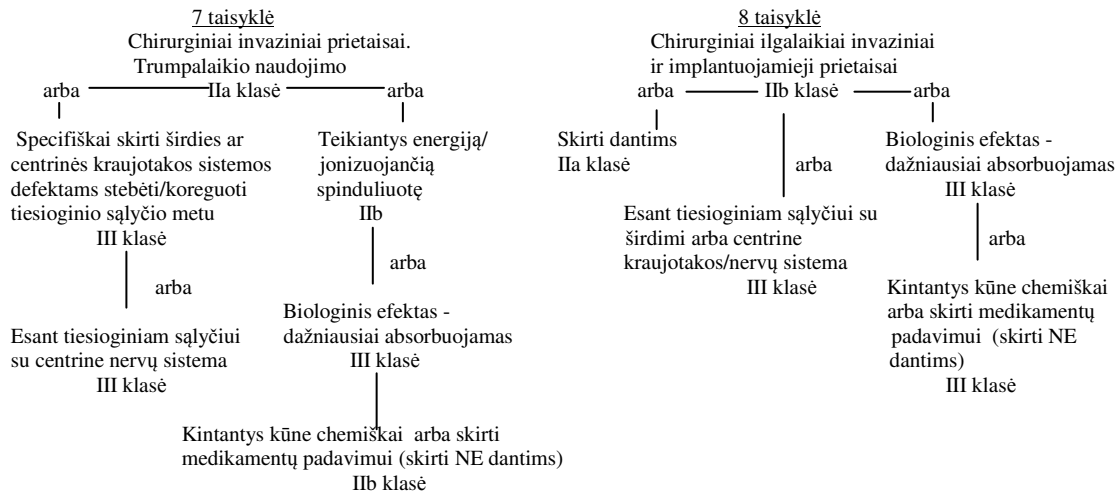 7 taisyklė
Chirurginiai invaziniai prietaisai.
Trumpalaikio naudojimo
arba IIa klasė arba
Specifiškai skirti širdies ar
centrinės kraujotakos sistemos
defektams stebėti/koreguoti
tiesioginio sąlyčio metu
III klasė
arba
Esant tiesioginiam sąlyčiui
su centrine nervų sistema
III klasė
Teikiantys energiją/
jonizuojančią
spinduliuotę
IIb
arba
Biologinis efektas -
dažniausiai absorbuojamas
III klasė
Kintantys kūne chemiškai arba skirti
medikamentų padavimui (skirti NE dantims)
IIb klasė
8 taisyklė
Chirurginiai ilgalaikiai invaziniai
ir implantuojamieji prietaisai
arba IIb klasė arba
Skirti dantims
IIa klasė
arba
Esant tiesioginiam sąlyčiui su
širdimi arba centrine
kraujotakos/nervų sistema
III klasė
Biologinis efektas -
dažniausiai absorbuojamas
III klasė
arba
Kintantys kūne chemiškai
arba skirti medikamentų
padavimui (skirti NE
dantims)
III klasė